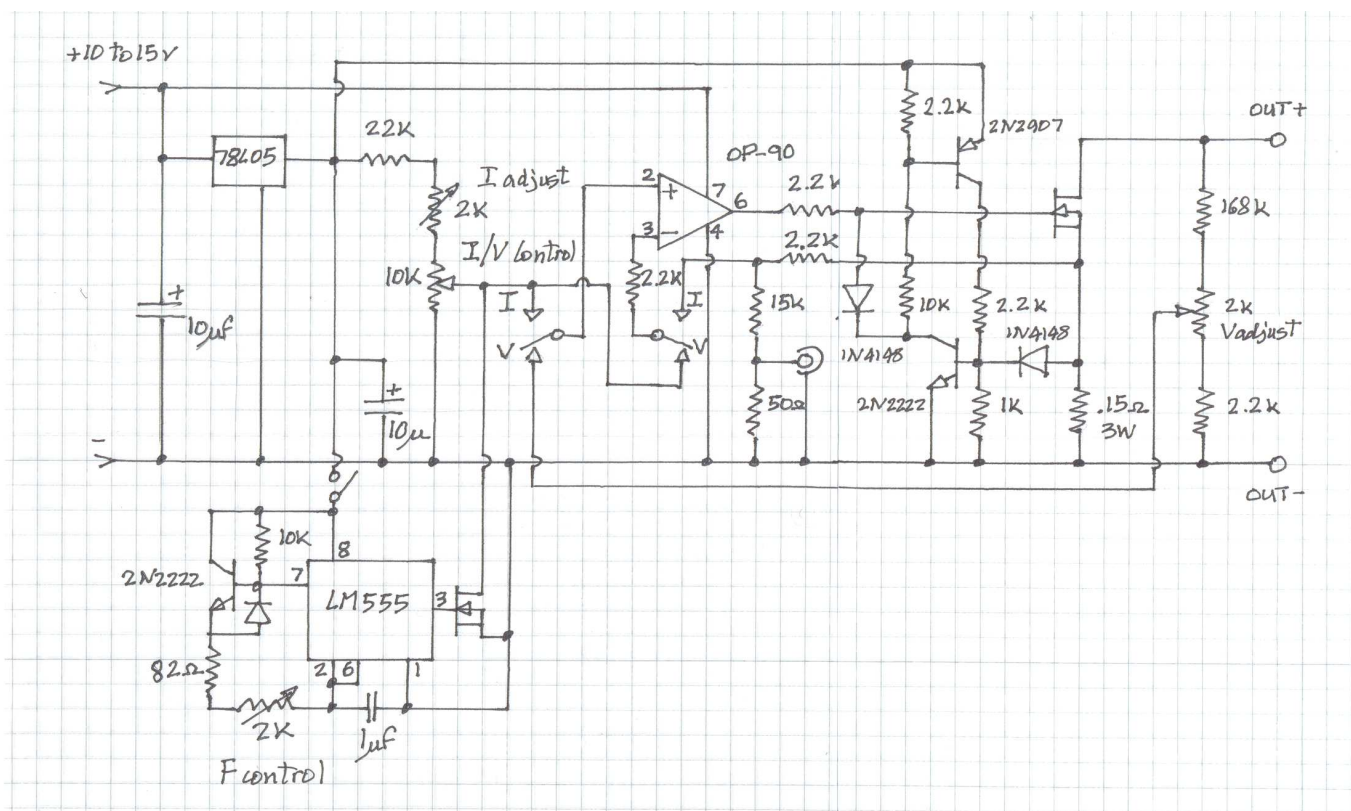 +10 to 15v
22K
78L05
I adjust
2K
I/V Control
10K
I
V
+
10µf
+
10µ
-
OP-90
2
+
7
6
3
-
4
2.2k
2.2K
2.2k
I
V
15k
50Ω
2.2K
2N2907
10K
2.2K
1N4148
1N4148
2N2222
1K
.15Ω
3W
OUT+
168k
2k
Vadjust
2.2k
OUT-
10K
8
2N2222
7
LM555
3
82Ω
2
6
1
2K
1µf
F control